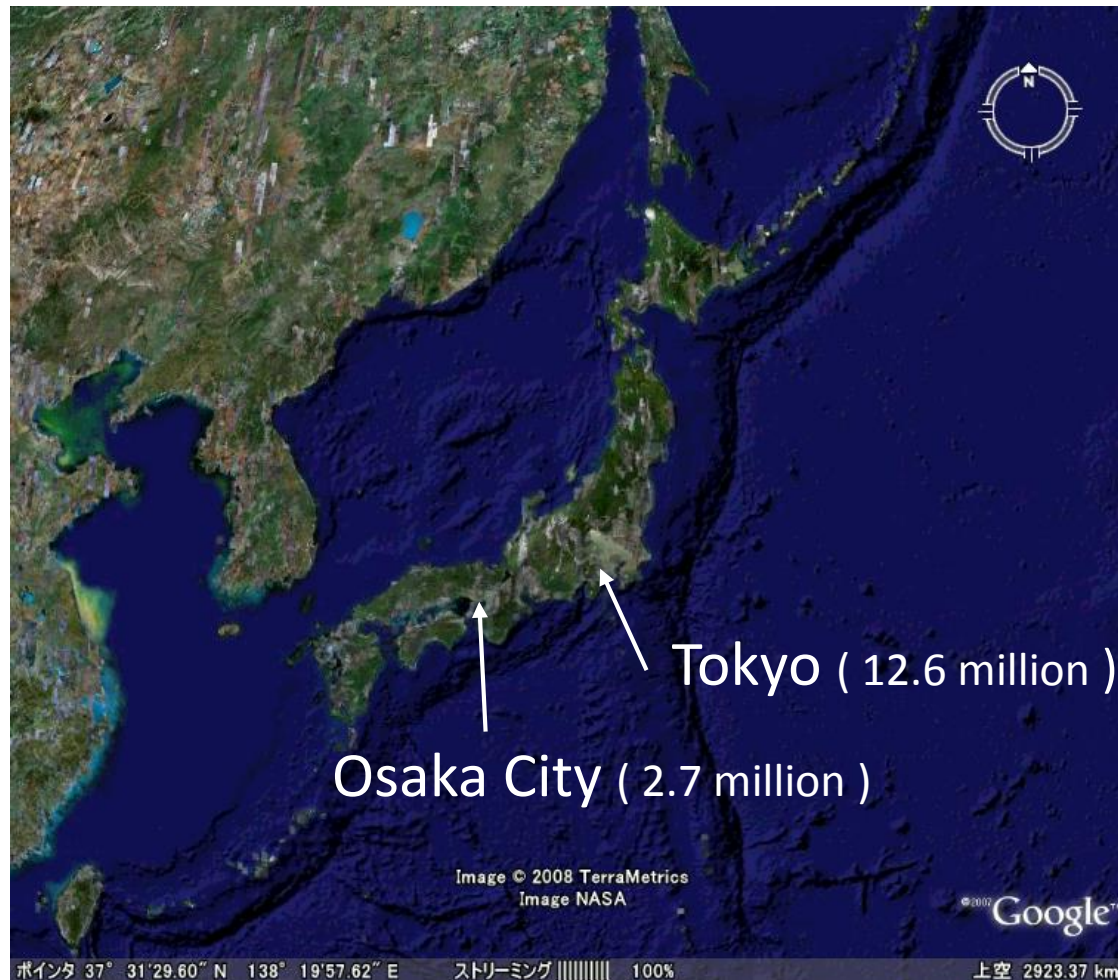 N
Tokyo ( 12.6 million )
Osaka City ( 2.7 million )
Image © 2008 TerraMetrics
Image NASA
©2007 Google™
ポインタ 37° 31'29.60" N 138° 19'57.62" E ストリーミング ||||||||| 100% 上空 2923.37 km